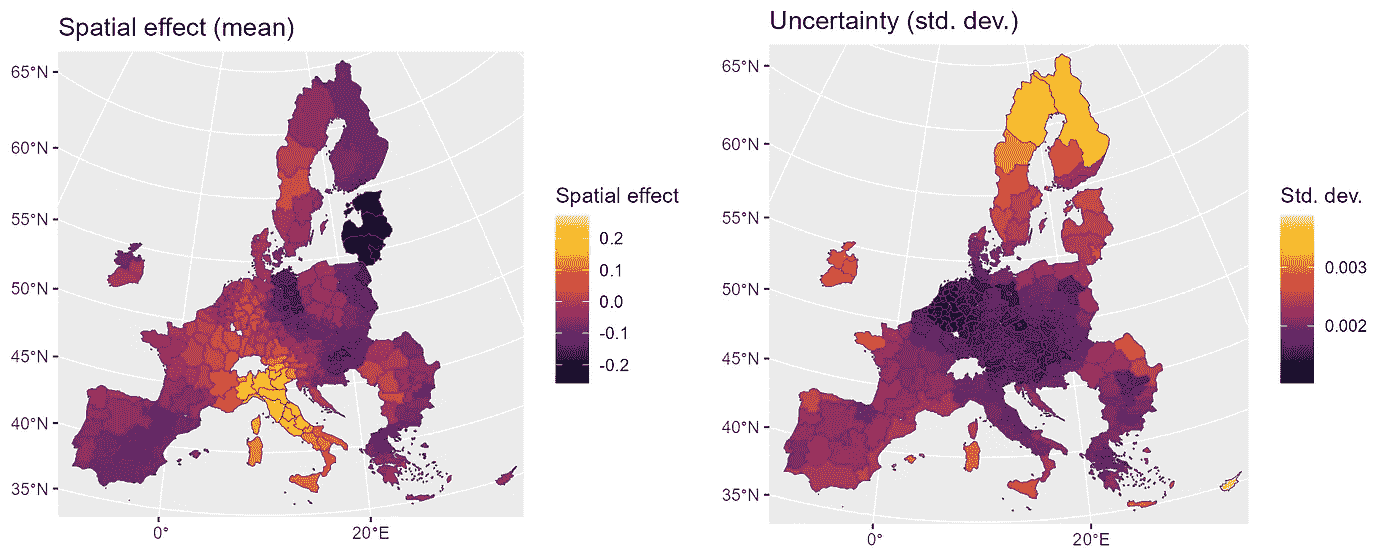 Spatial effect (mean)
65°N
60°N
55°N
50°N
45°N
40°N
35°N
0°
20°E
Spatial effect
0.2
0.1
0.0
-0.1
-0.2
Uncertainty (std. dev.)
65°N
60°N
55°N
50°N
45°N
40°N
35°N
0°
20°E
Std. dev.
0.003
0.002